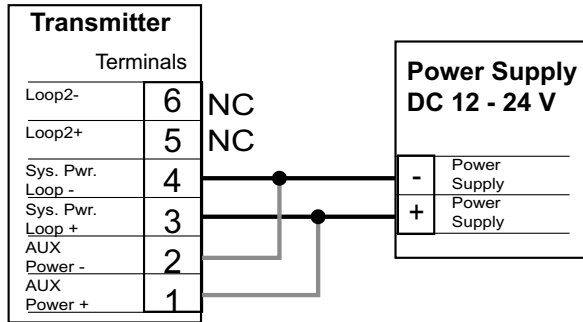 Transmitter
Terminals
Loop2-
6
NC
Loop2+
5
NC
Sys. Pwr.
Loop -
4
Sys. Pwr.
Loop +
3
AUX
Power -
2
AUX
Power +
1
Power Supply
DC 12 - 24 V
-
Power
Supply
+
Power
Supply